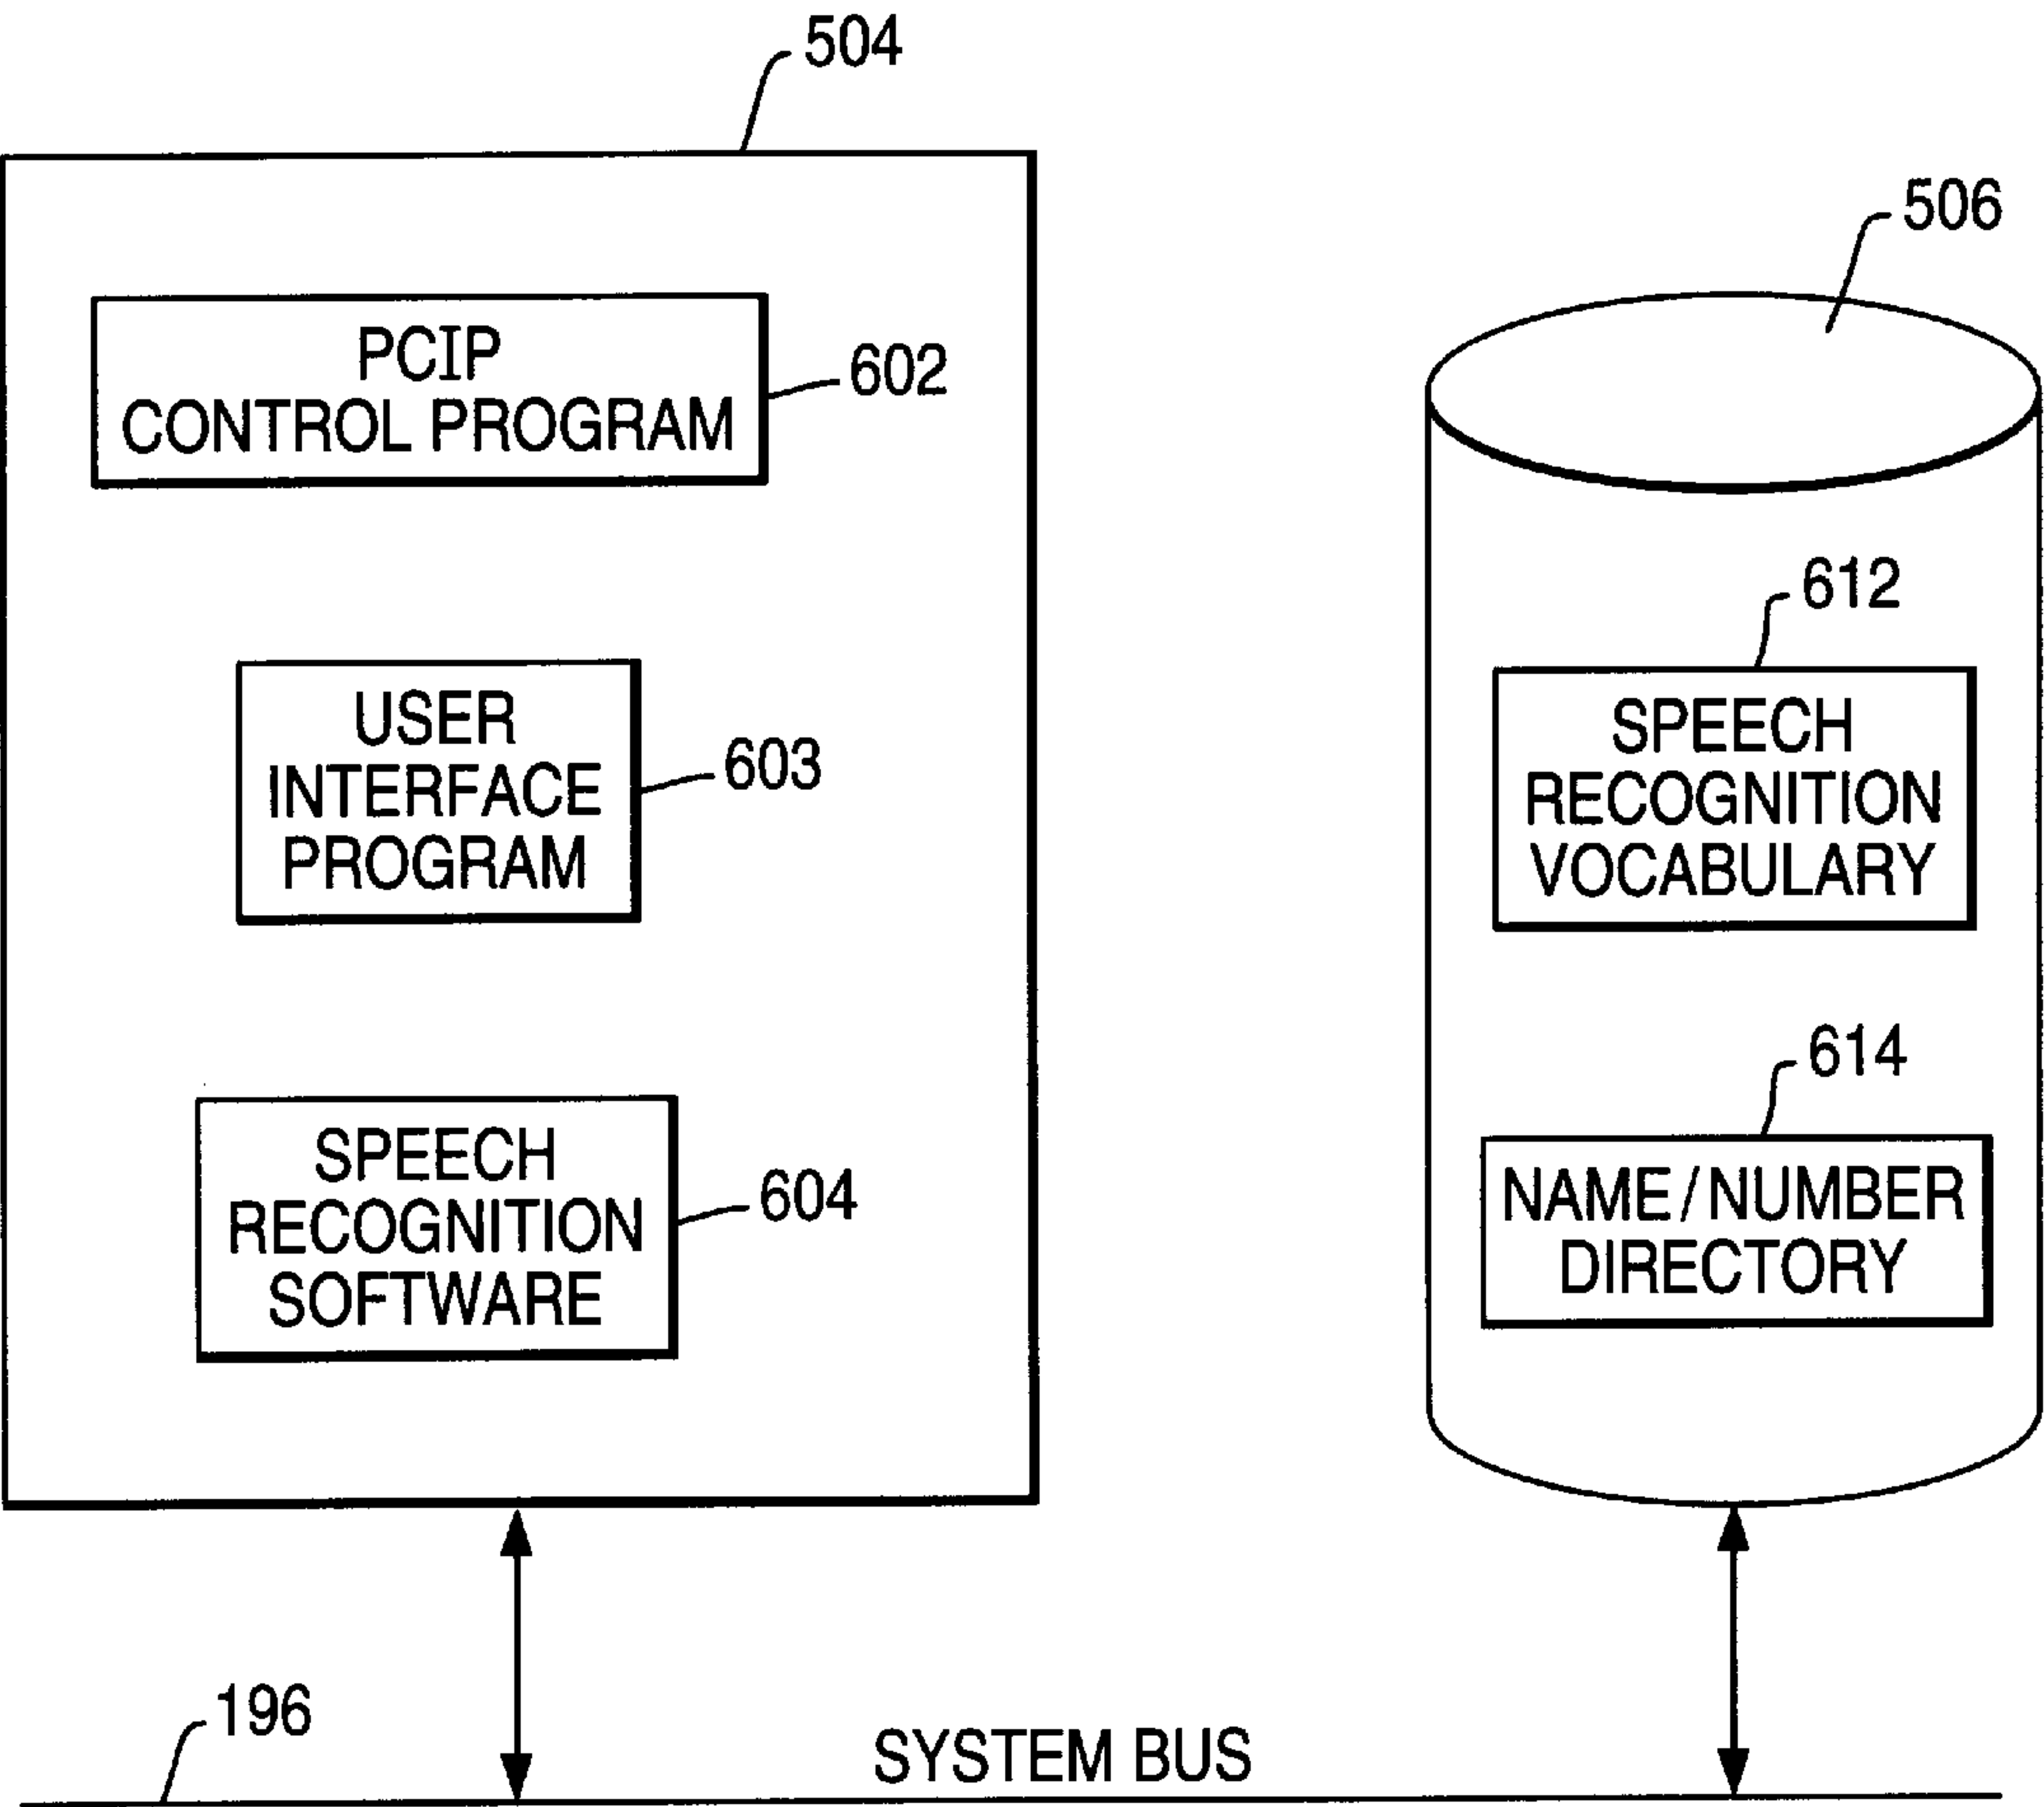 504
506
PCIP
CONTROL PROGRAM
602
USER
INTERFACE
PROGRAM
603
SPEECH
RECOGNITION
SOFTWARE
604
612
SPEECH
RECOGNITION
VOCABULARY
614
NAME/NUMBER
DIRECTORY
196
SYSTEM BUS